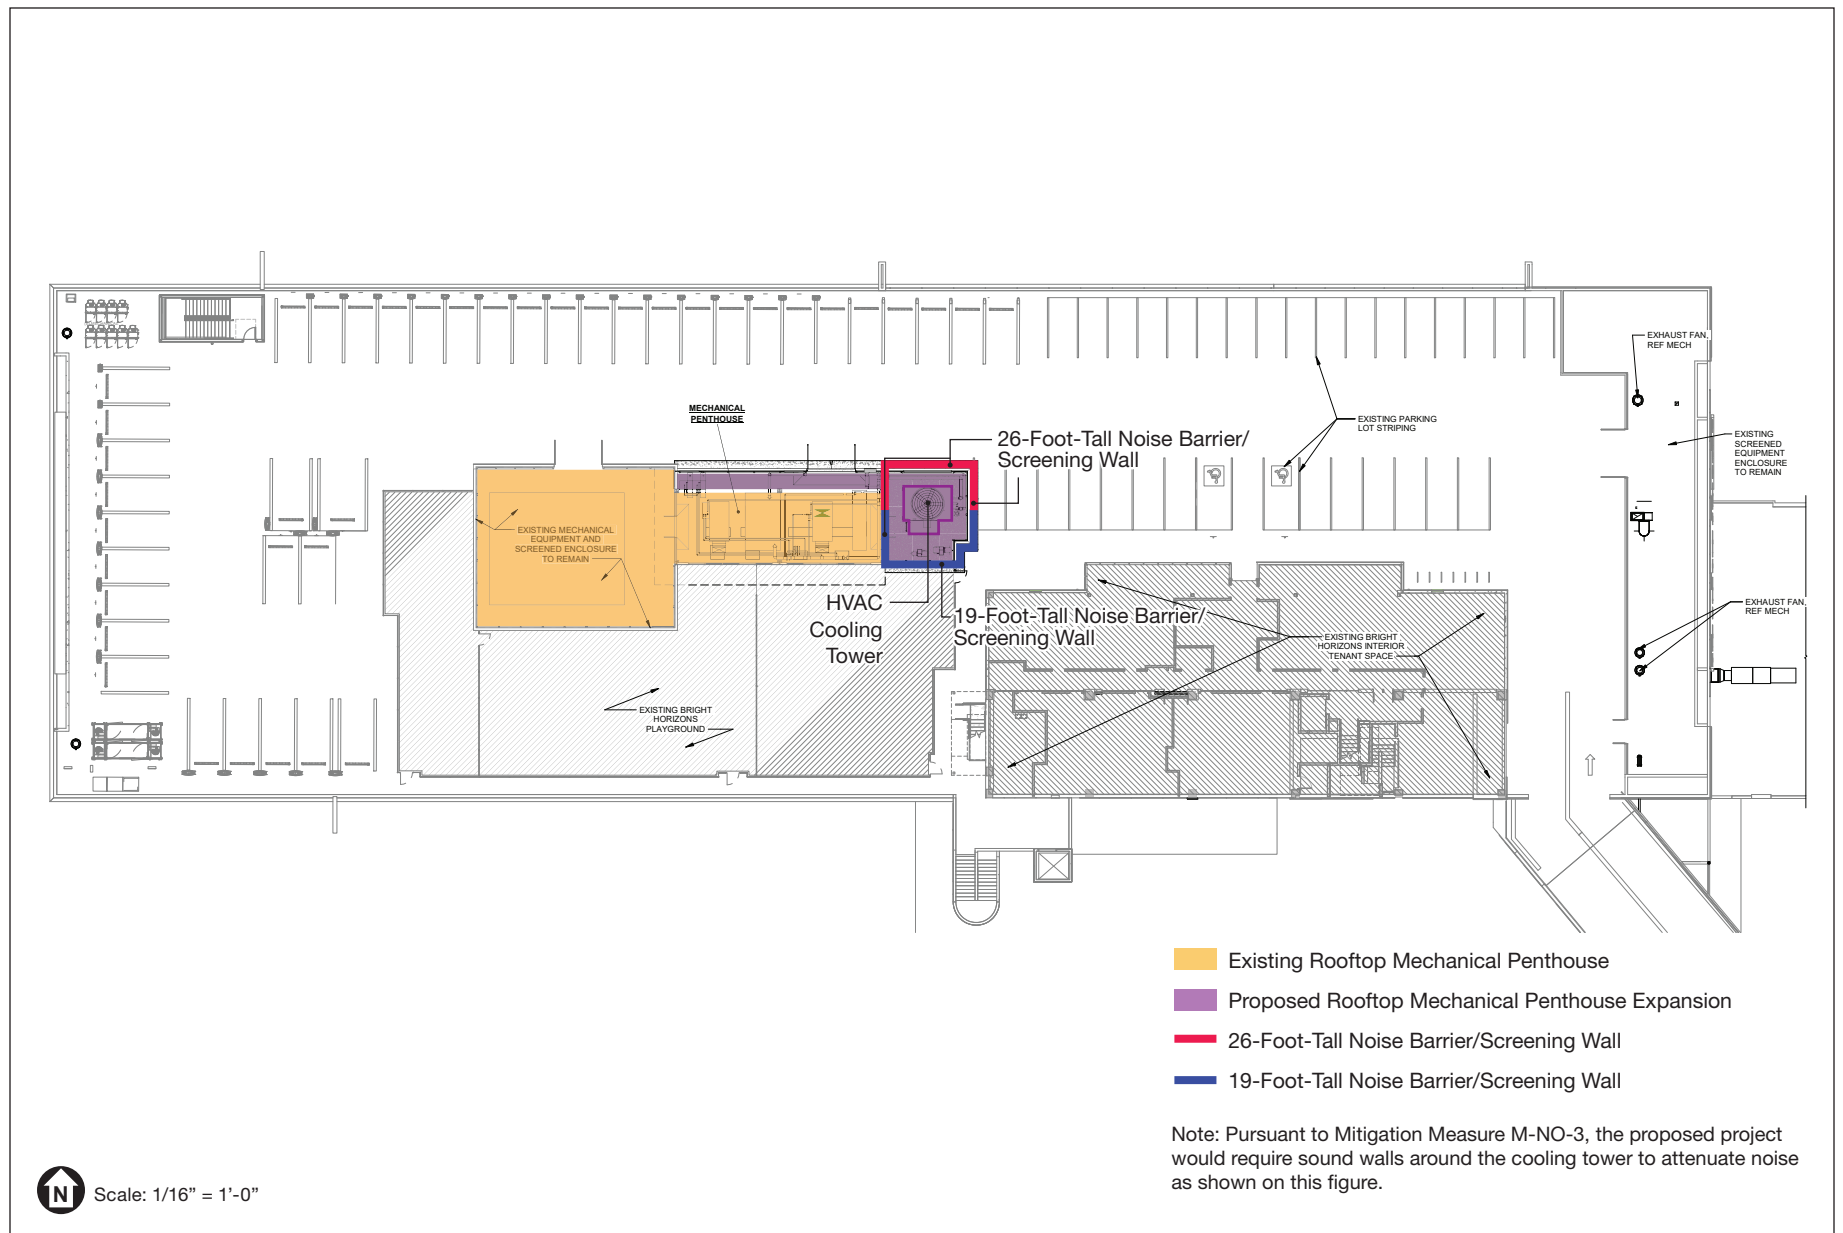 EXHAUST FAN,
REF MECH
MECHANICAL
PENTHOUSE
EXISTING PARKING
LOT STRIPING
26-Foot-Tall Noise Barrier/
Screening Wall
EXISTING
SCREENED
EQUIPMENT
ENCLOSURE
TO REMAIN
EXISTING MECHANICAL
EQUIPMENT AND
SCREENED ENCLOSURE
TO REMAIN
HVAC
Cooling
Tower
19-Foot-Tall Noise Barrier/
Screening Wall
EXHAUST FAN,
REF MECH
EXISTING BRIGHT
HORIZONS INTERIOR
TENANT SPACE
EXISTING BRIGHT
HORIZONS
PLAYGROUND
Existing Rooftop Mechanical Penthouse
Proposed Rooftop Mechanical Penthouse Expansion
26-Foot-Tall Noise Barrier/Screening Wall
19-Foot-Tall Noise Barrier/Screening Wall
Note: Pursuant to Mitigation Measure M-NO-3, the proposed project
would require sound walls around the cooling tower to attenuate noise
as shown on this figure.
N
Scale: 1/16” = 1’-0”